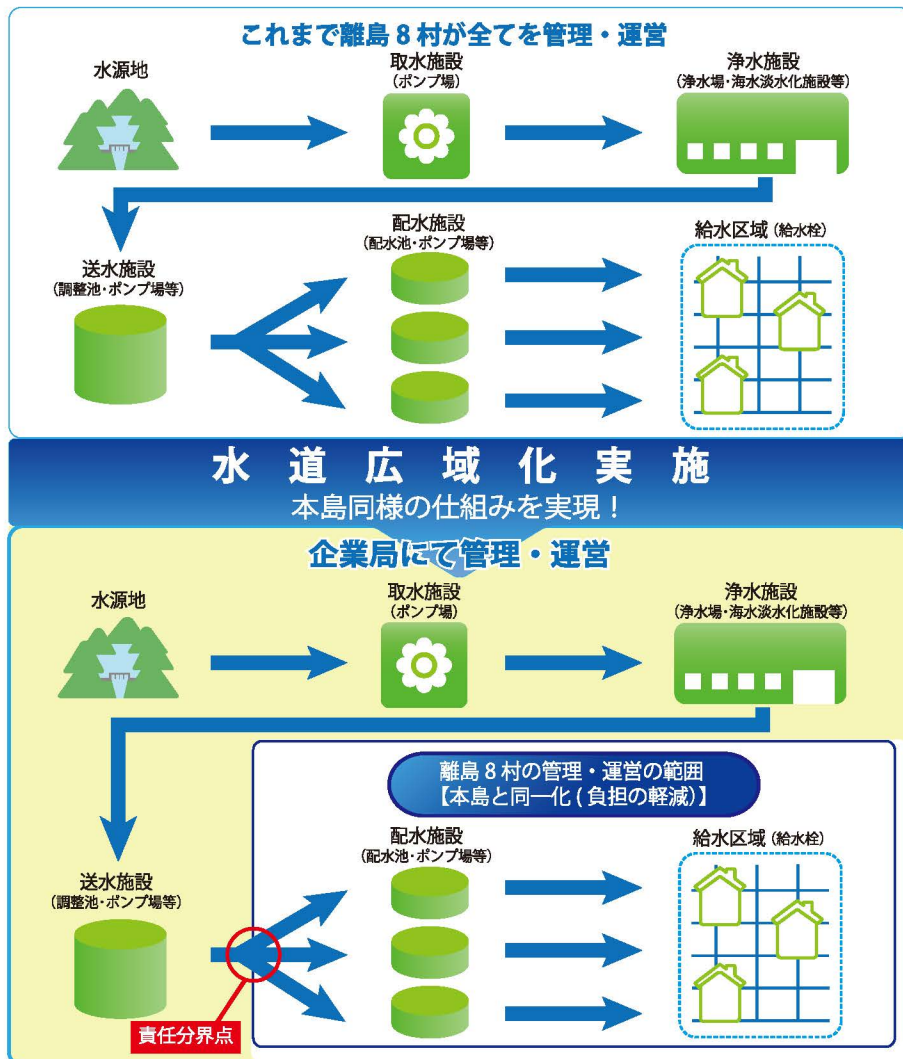 これまで離島8村が全てを管理・運営
水源地
取水施設
(ポンプ場)
浄水施設
(浄水場・海水淡水化施設等)
送水施設
(調整池・ポンプ場等)
配水施設
(配水池・ポンプ場等)
給水区域(給水栓)
水道広域化実施
本島同様の仕組みを実現!
企業局にて管理・運営
水源地
取水施設
(ポンプ場)
浄水施設
(浄水場・海水淡水化施設等)
離島8村の管理・運営の範囲
【本島と同一化(負担の軽減)】
送水施設
(調整池・ポンプ場等)
配水施設
(配水池・ポンプ場等)
給水区域(給水栓)
責任分界点